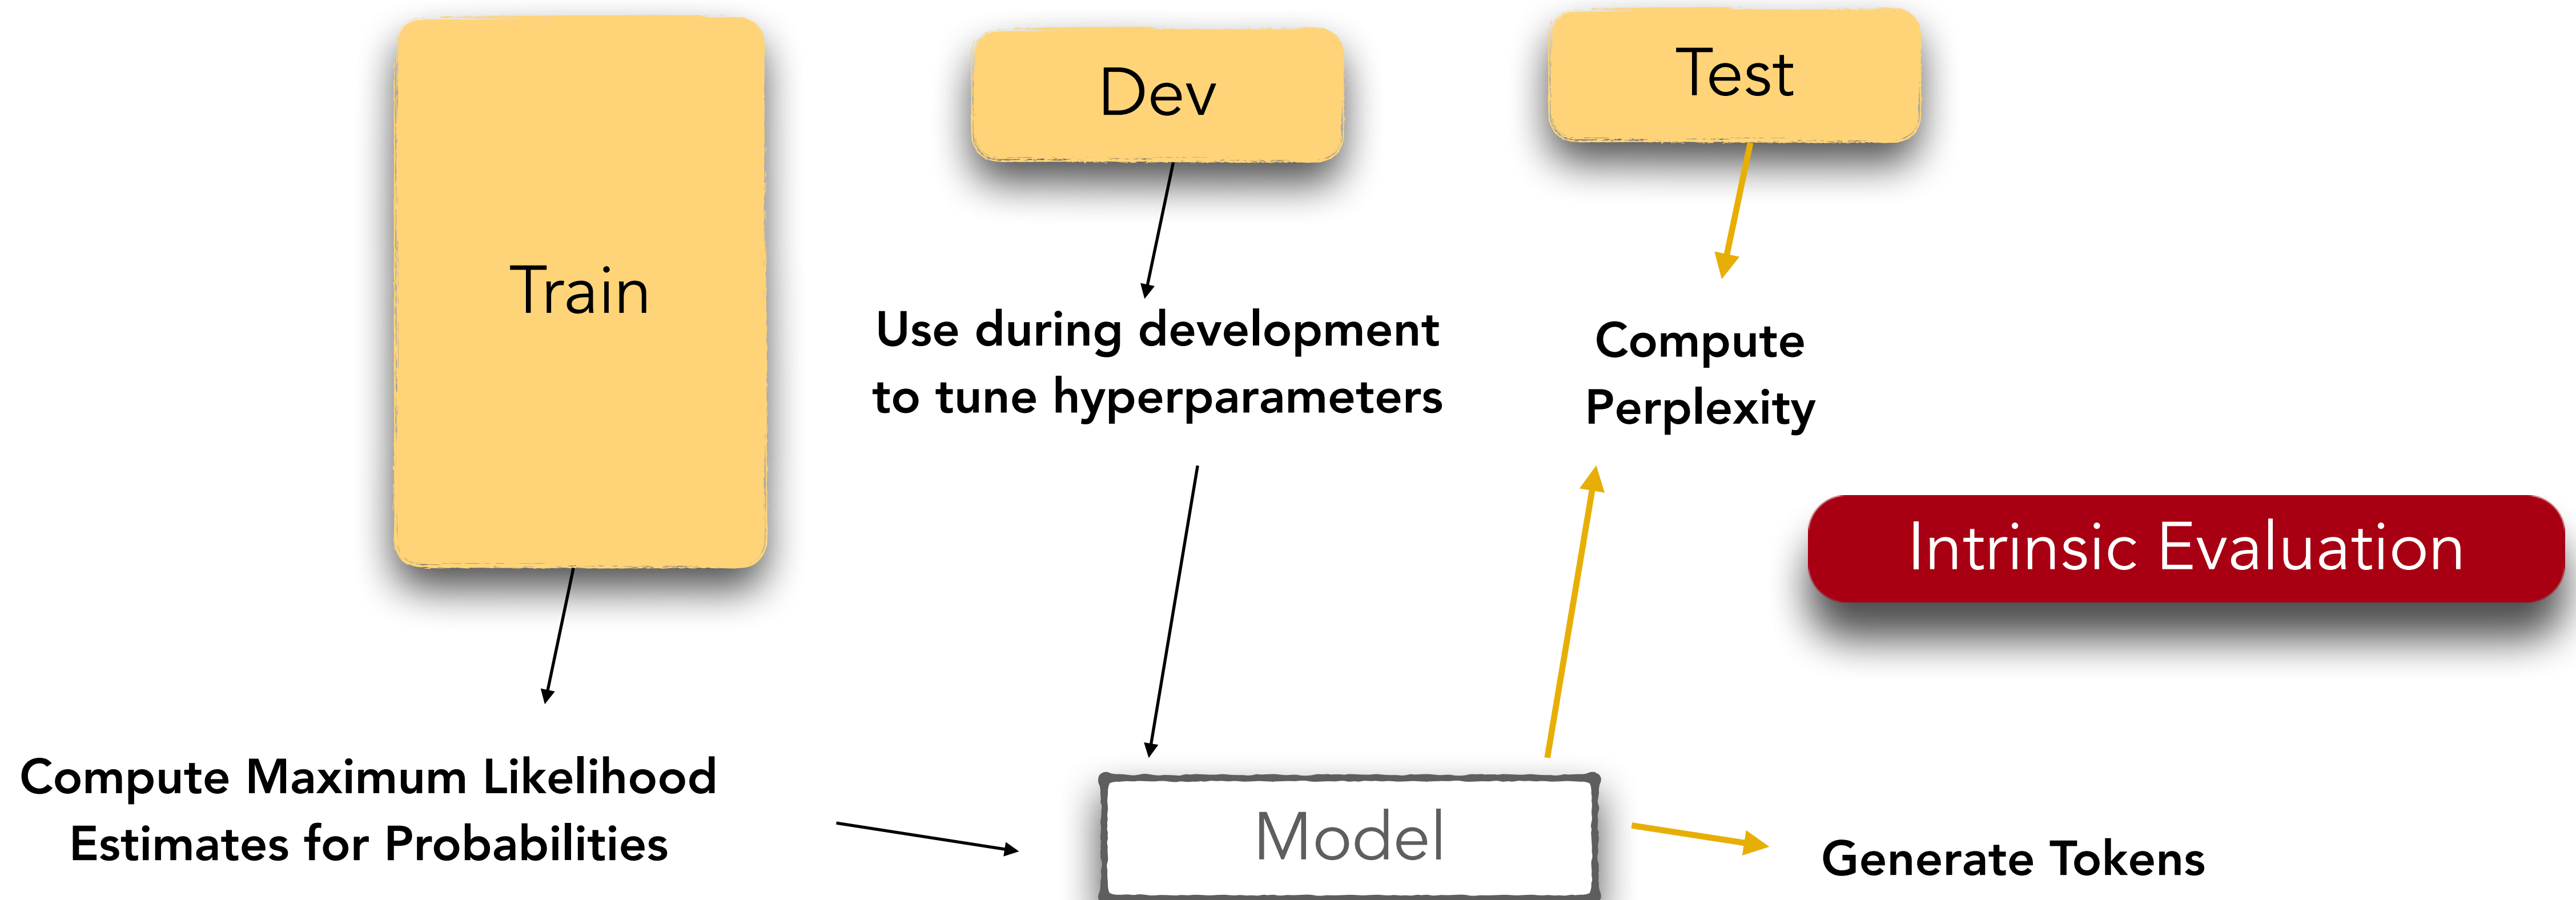 Train
Dev
Test
Use during development
to tune hyperparameters
Compute
Perplexity
Intrinsic Evaluation
Compute Maximum Likelihood
Estimates for Probabilities
Model
Generate Tokens